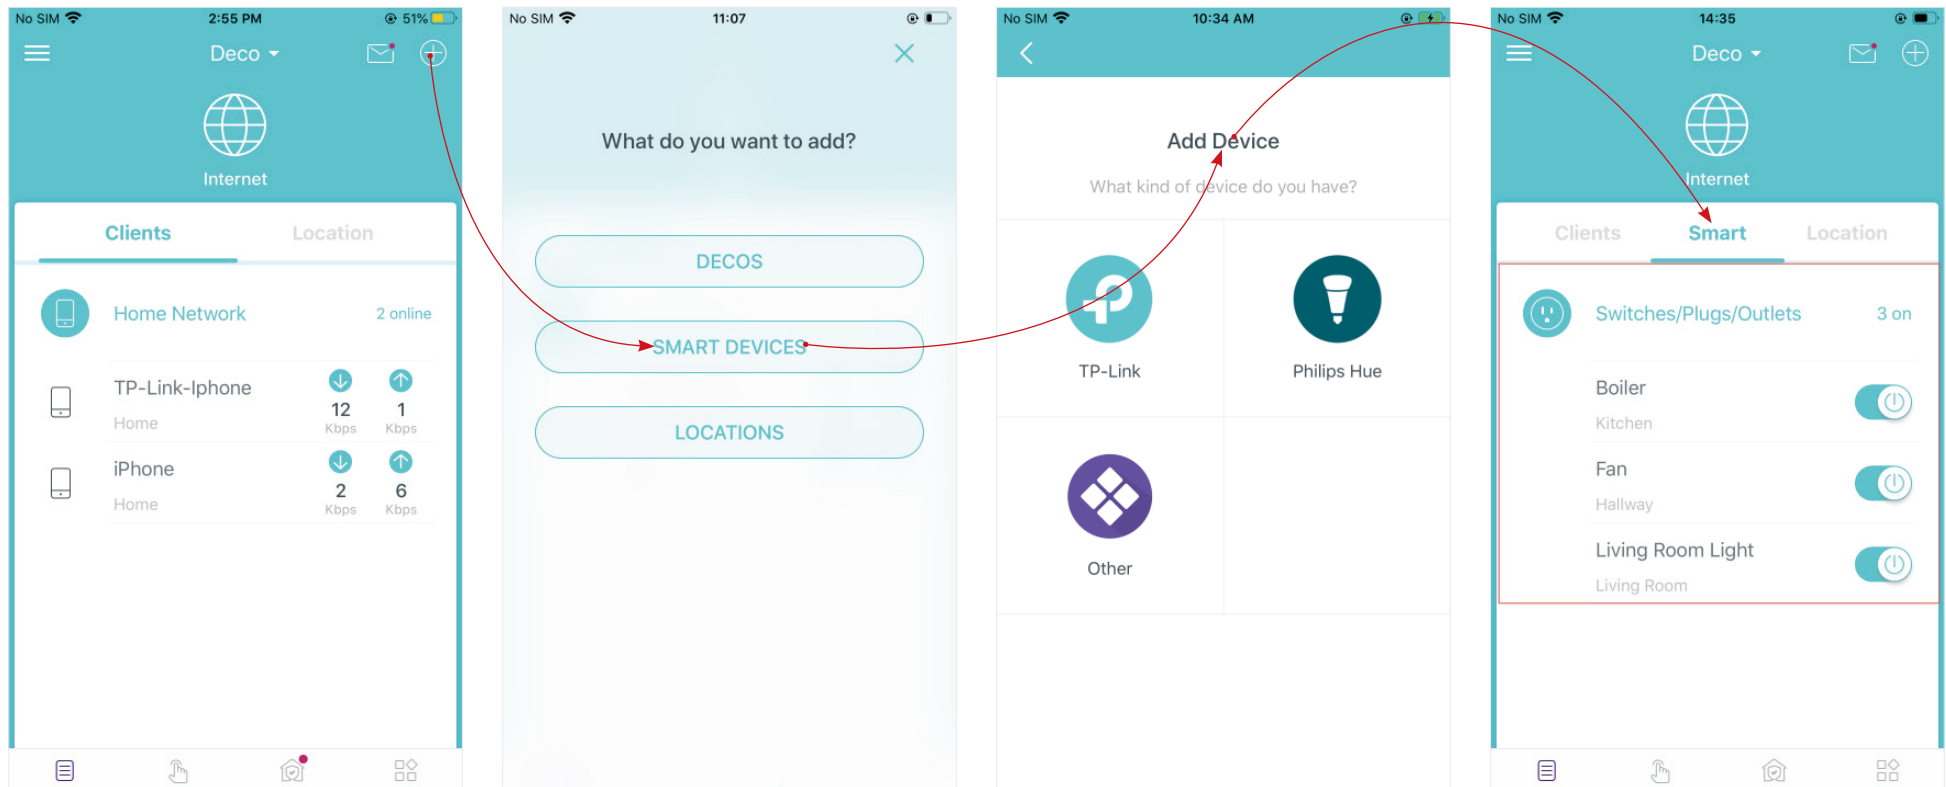 No SIM 2:55 PM 51%
Deco
Internet
Clients Location
Home Network 2 online
TP-Link-Iphone
Home
12 1
Kbps Kbps
iPhone
Home
2 6
Kbps Kbps
No SIM 11:07
What do you want to add?
DECOS
SMART DEVICES
LOCATIONS
No SIM 10:34 AM
Add Device
What kind of device do you have?
TP-Link Philips Hue
Other
No SIM 14:35
Deco
Internet
Clients Smart Location
Switches/Plugs/Outlets 3 on
Boiler
Kitchen
Fan
Hallway
Living Room Light
Living Room